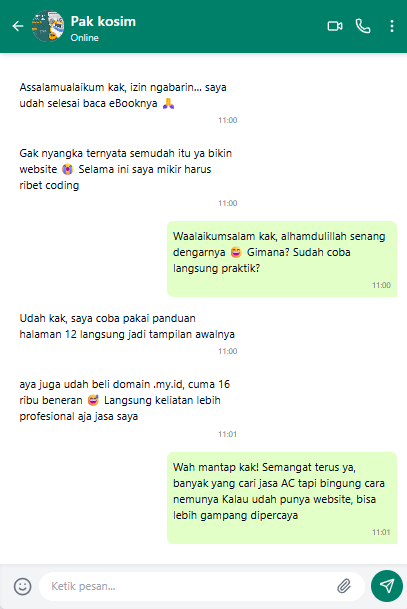 Pak kosim
Online
Assalamualaikum kak, izin ngabarin... saya
udah selesai baca eBooknya 🙏
11:00
Gak nyangka ternyata semudah itu ya bikin
website 😭 Selama ini saya mikir harus
ribet coding
11:00
Waalaikumsalam kak, alhamdulillah senang
dengarnya 😄 Gimana? Sudah coba
langsung praktik?
11:00
Udah kak, saya coba pakai panduan
halaman 12 langsung jadi tampilan awalnya
11:00
aya juga udah beli domain .my.id, cuma 16
ribu beneran 😅 Langsung keliatan lebih
profesional aja jasa saya
11:01
Wah mantap kak! Semangat terus ya,
banyak yang cari jasa AC tapi bingung cara
nemunya Kalau udah punya website, bisa
lebih gampang dipercaya
11:01
Ketik pesan...